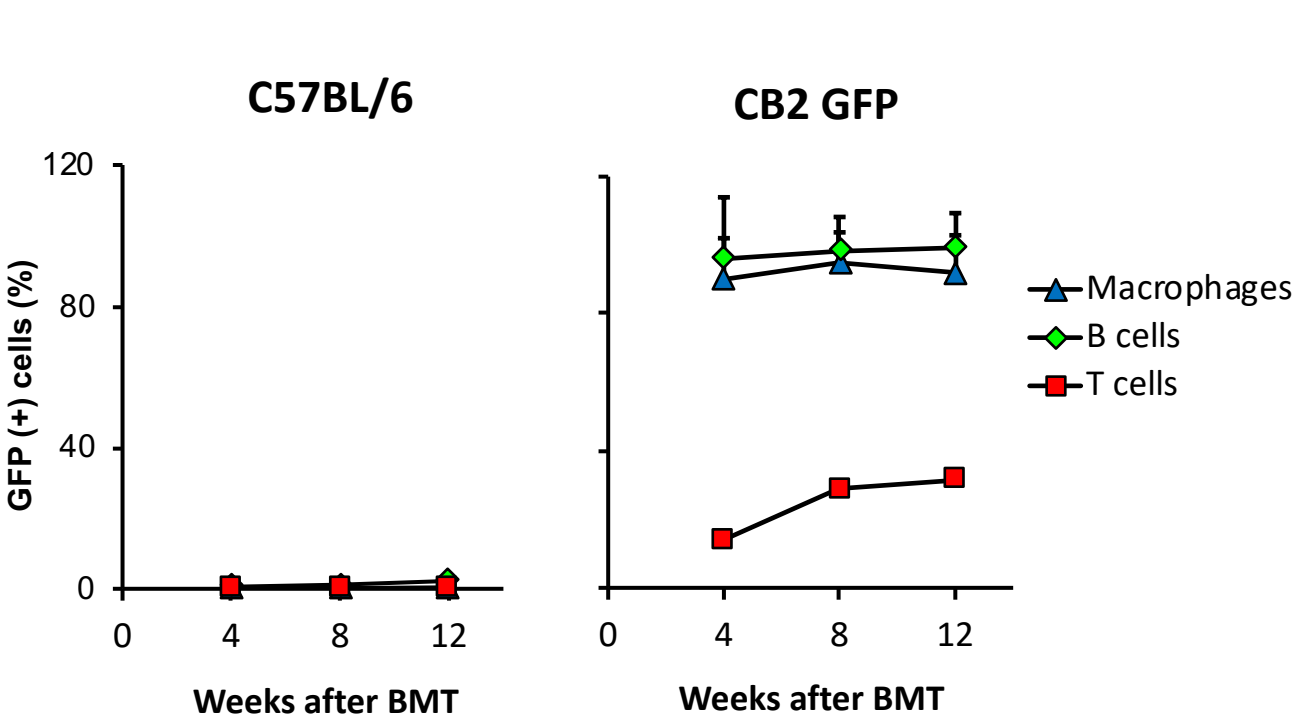 C57BL/6
CB2 GFP
120
80
40
0
GFP (+) cells (%)
0 4 8 12
0 4 8 12
Weeks after BMT
Weeks after BMT
Macrophages
B cells
T cells